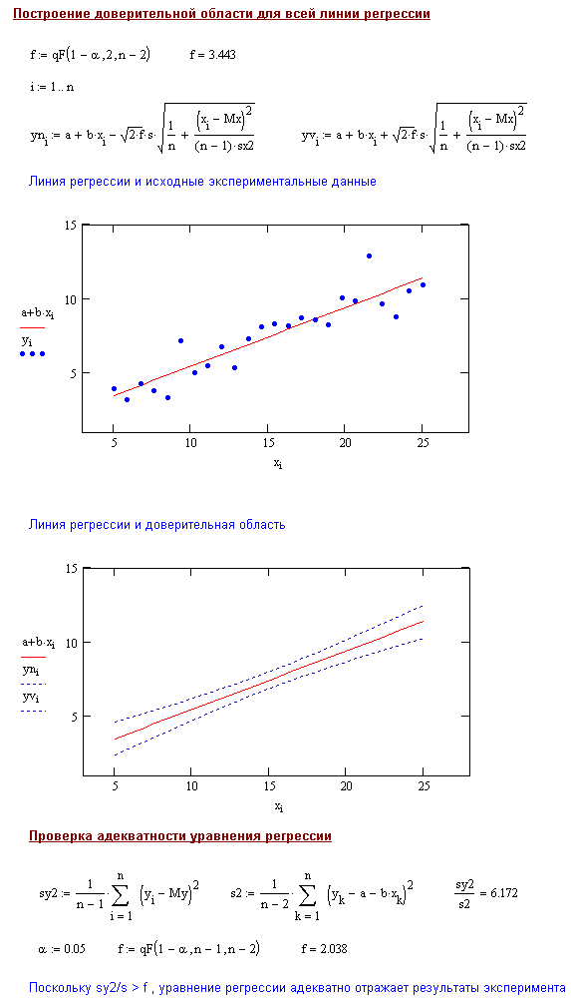 Построение доверительной области для всей линии регрессии
f := qF(1 − α, 2, n − 2) f = 3.443
i := 1 .. n
yn_i := a + b·x_i − √(2·f)·s·√(1/n + (x_i − Mx)^2/((n − 1)·sx2)) yv_i := a + b·x_i + √(2·f)·s·√(1/n + (x_i − Mx)^2/((n − 1)·sx2))
Линия регрессии и исходные экспериментальные данные
15
10
5
a+b·x_i
y_i
5 10 15 20 25
x_i
Линия регрессии и доверительная область
15
10
5
a+b·x_i
yn_i
yv_i
5 10 15 20 25
x_i
Проверка адекватности уравнения регрессии
sy2 := 1/(n − 1)·∑_{i = 1}^{n} (y_i − My)^2 s2 := 1/(n − 2)·∑_{k = 1}^{n} (y_k − a − b·x_k)^2 sy2/s2 = 6.172
α := 0.05 f := qF(1 − α, n − 1, n − 2) f = 2.038
Поскольку sy2/s > f , уравнение регрессии адекватно отражает результаты эксперимента